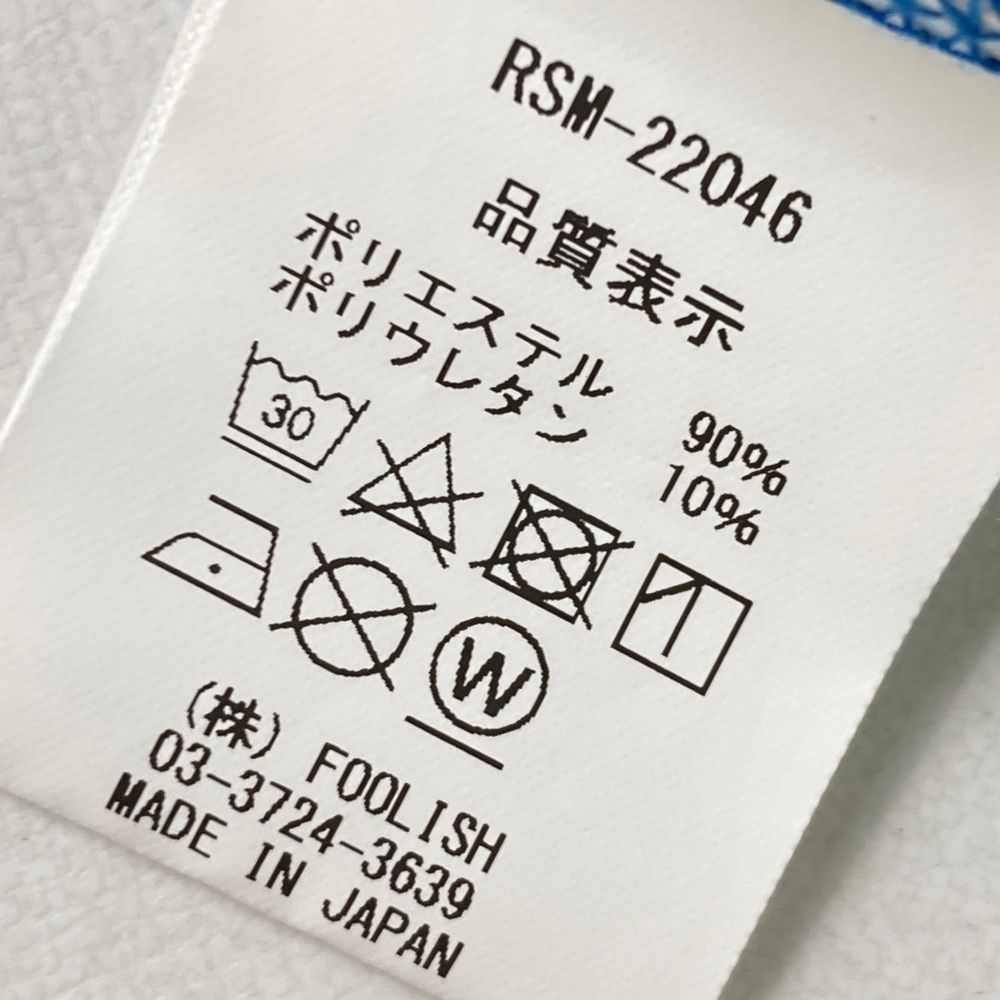 RSM-22046
品質表示
ポリエステル 90%
ポリウレタン 10%
30
W
(株) FOOLISH
03-3724-3639
MADE IN JAPAN